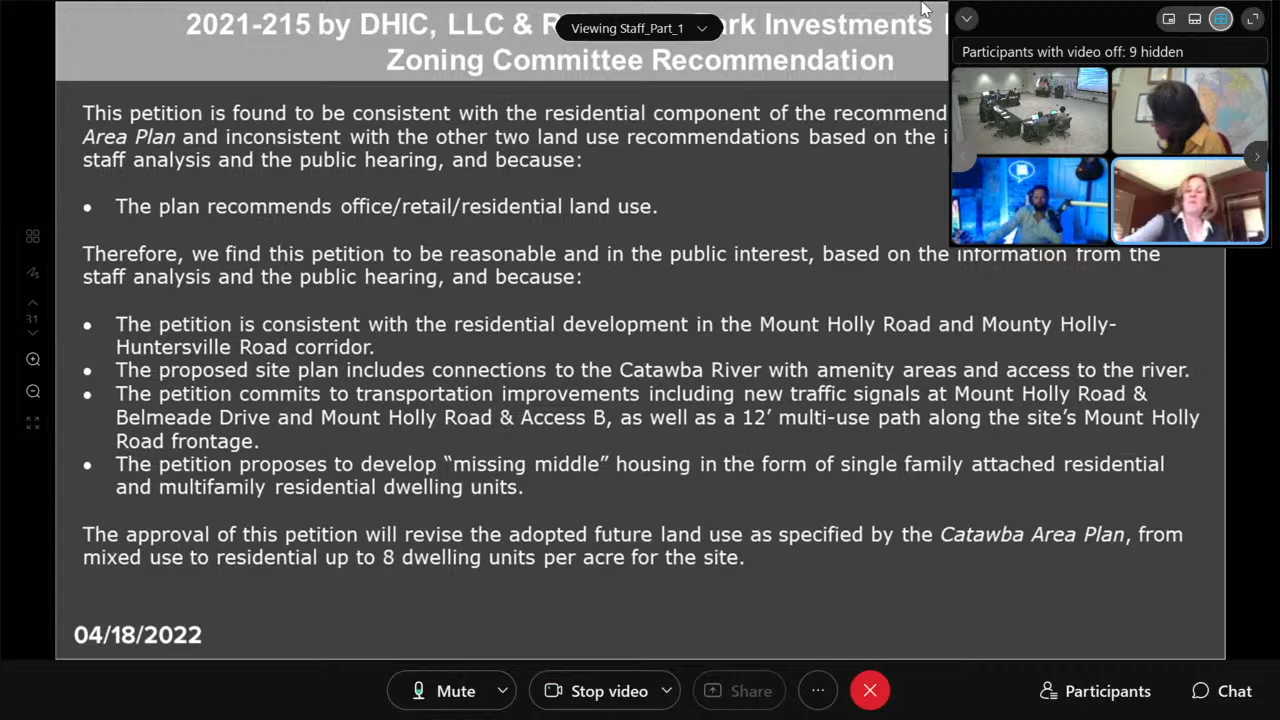 2021-215 by DHIC, LLC & R
rk Investments
Viewing Staff_Part_1
Zoning Committee Recommendation
Participants with video off: 9 hidden
This petition is found to be consistent with the residential component of the recommend
Area Plan and inconsistent with the other two land use recommendations based on the i
staff analysis and the public hearing, and because:
• The plan recommends office/retail/residential land use.
Therefore, we find this petition to be reasonable and in the public interest, based on the information from the
staff analysis and the public hearing, and because:
• The petition is consistent with the residential development in the Mount Holly Road and Mounty Holly-
Huntersville Road corridor.
• The proposed site plan includes connections to the Catawba River with amenity areas and access to the river.
• The petition commits to transportation improvements including new traffic signals at Mount Holly Road &
Belmeade Drive and Mount Holly Road & Access B, as well as a 12’ multi-use path along the site’s Mount Holly
Road frontage.
• The petition proposes to develop “missing middle” housing in the form of single family attached residential
and multifamily residential dwelling units.
The approval of this petition will revise the adopted future land use as specified by the Catawba Area Plan, from
mixed use to residential up to 8 dwelling units per acre for the site.
04/18/2022
31
Mute
Stop video
Share
Participants
Chat